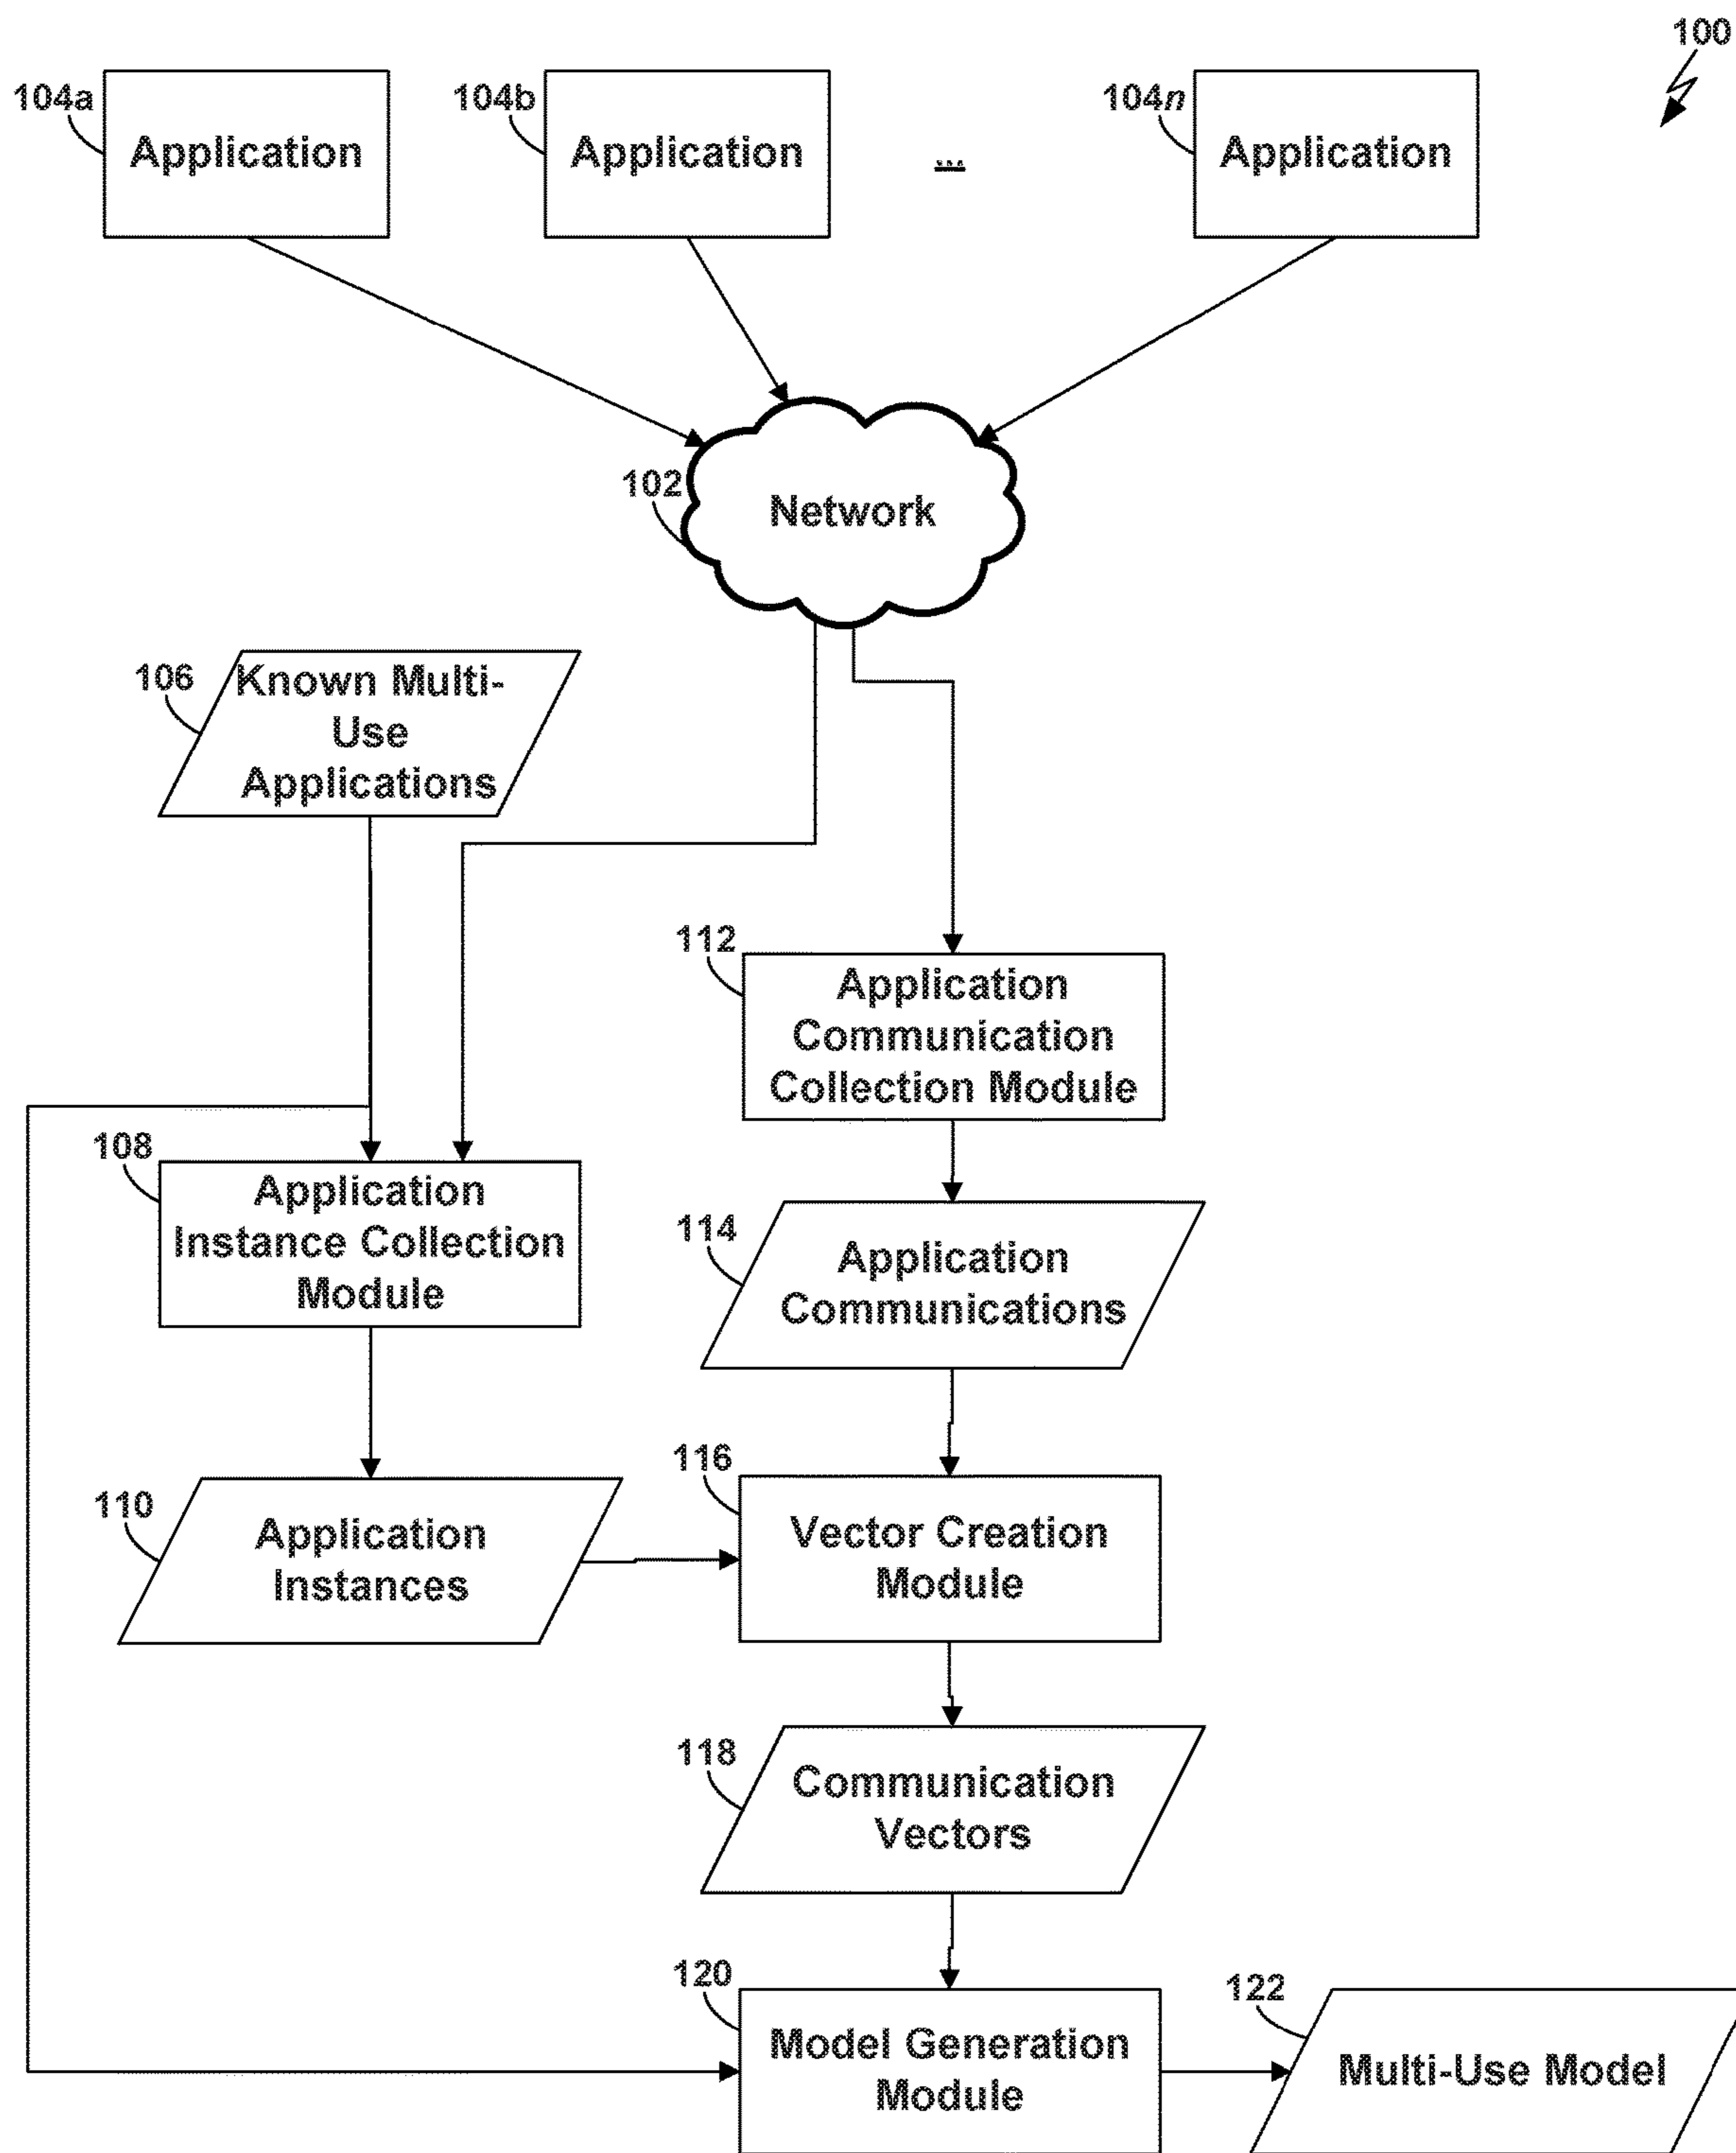 100
104a
Application
104b
Application
...
104n
Application
102
Network
106
Known Multi-
Use
Applications
112
Application
Communication
Collection Module
108
Application
Instance Collection
Module
114
Application
Communications
110
Application
Instances
116
Vector Creation
Module
118
Communication
Vectors
120
Model Generation
Module
122
Multi-Use Model